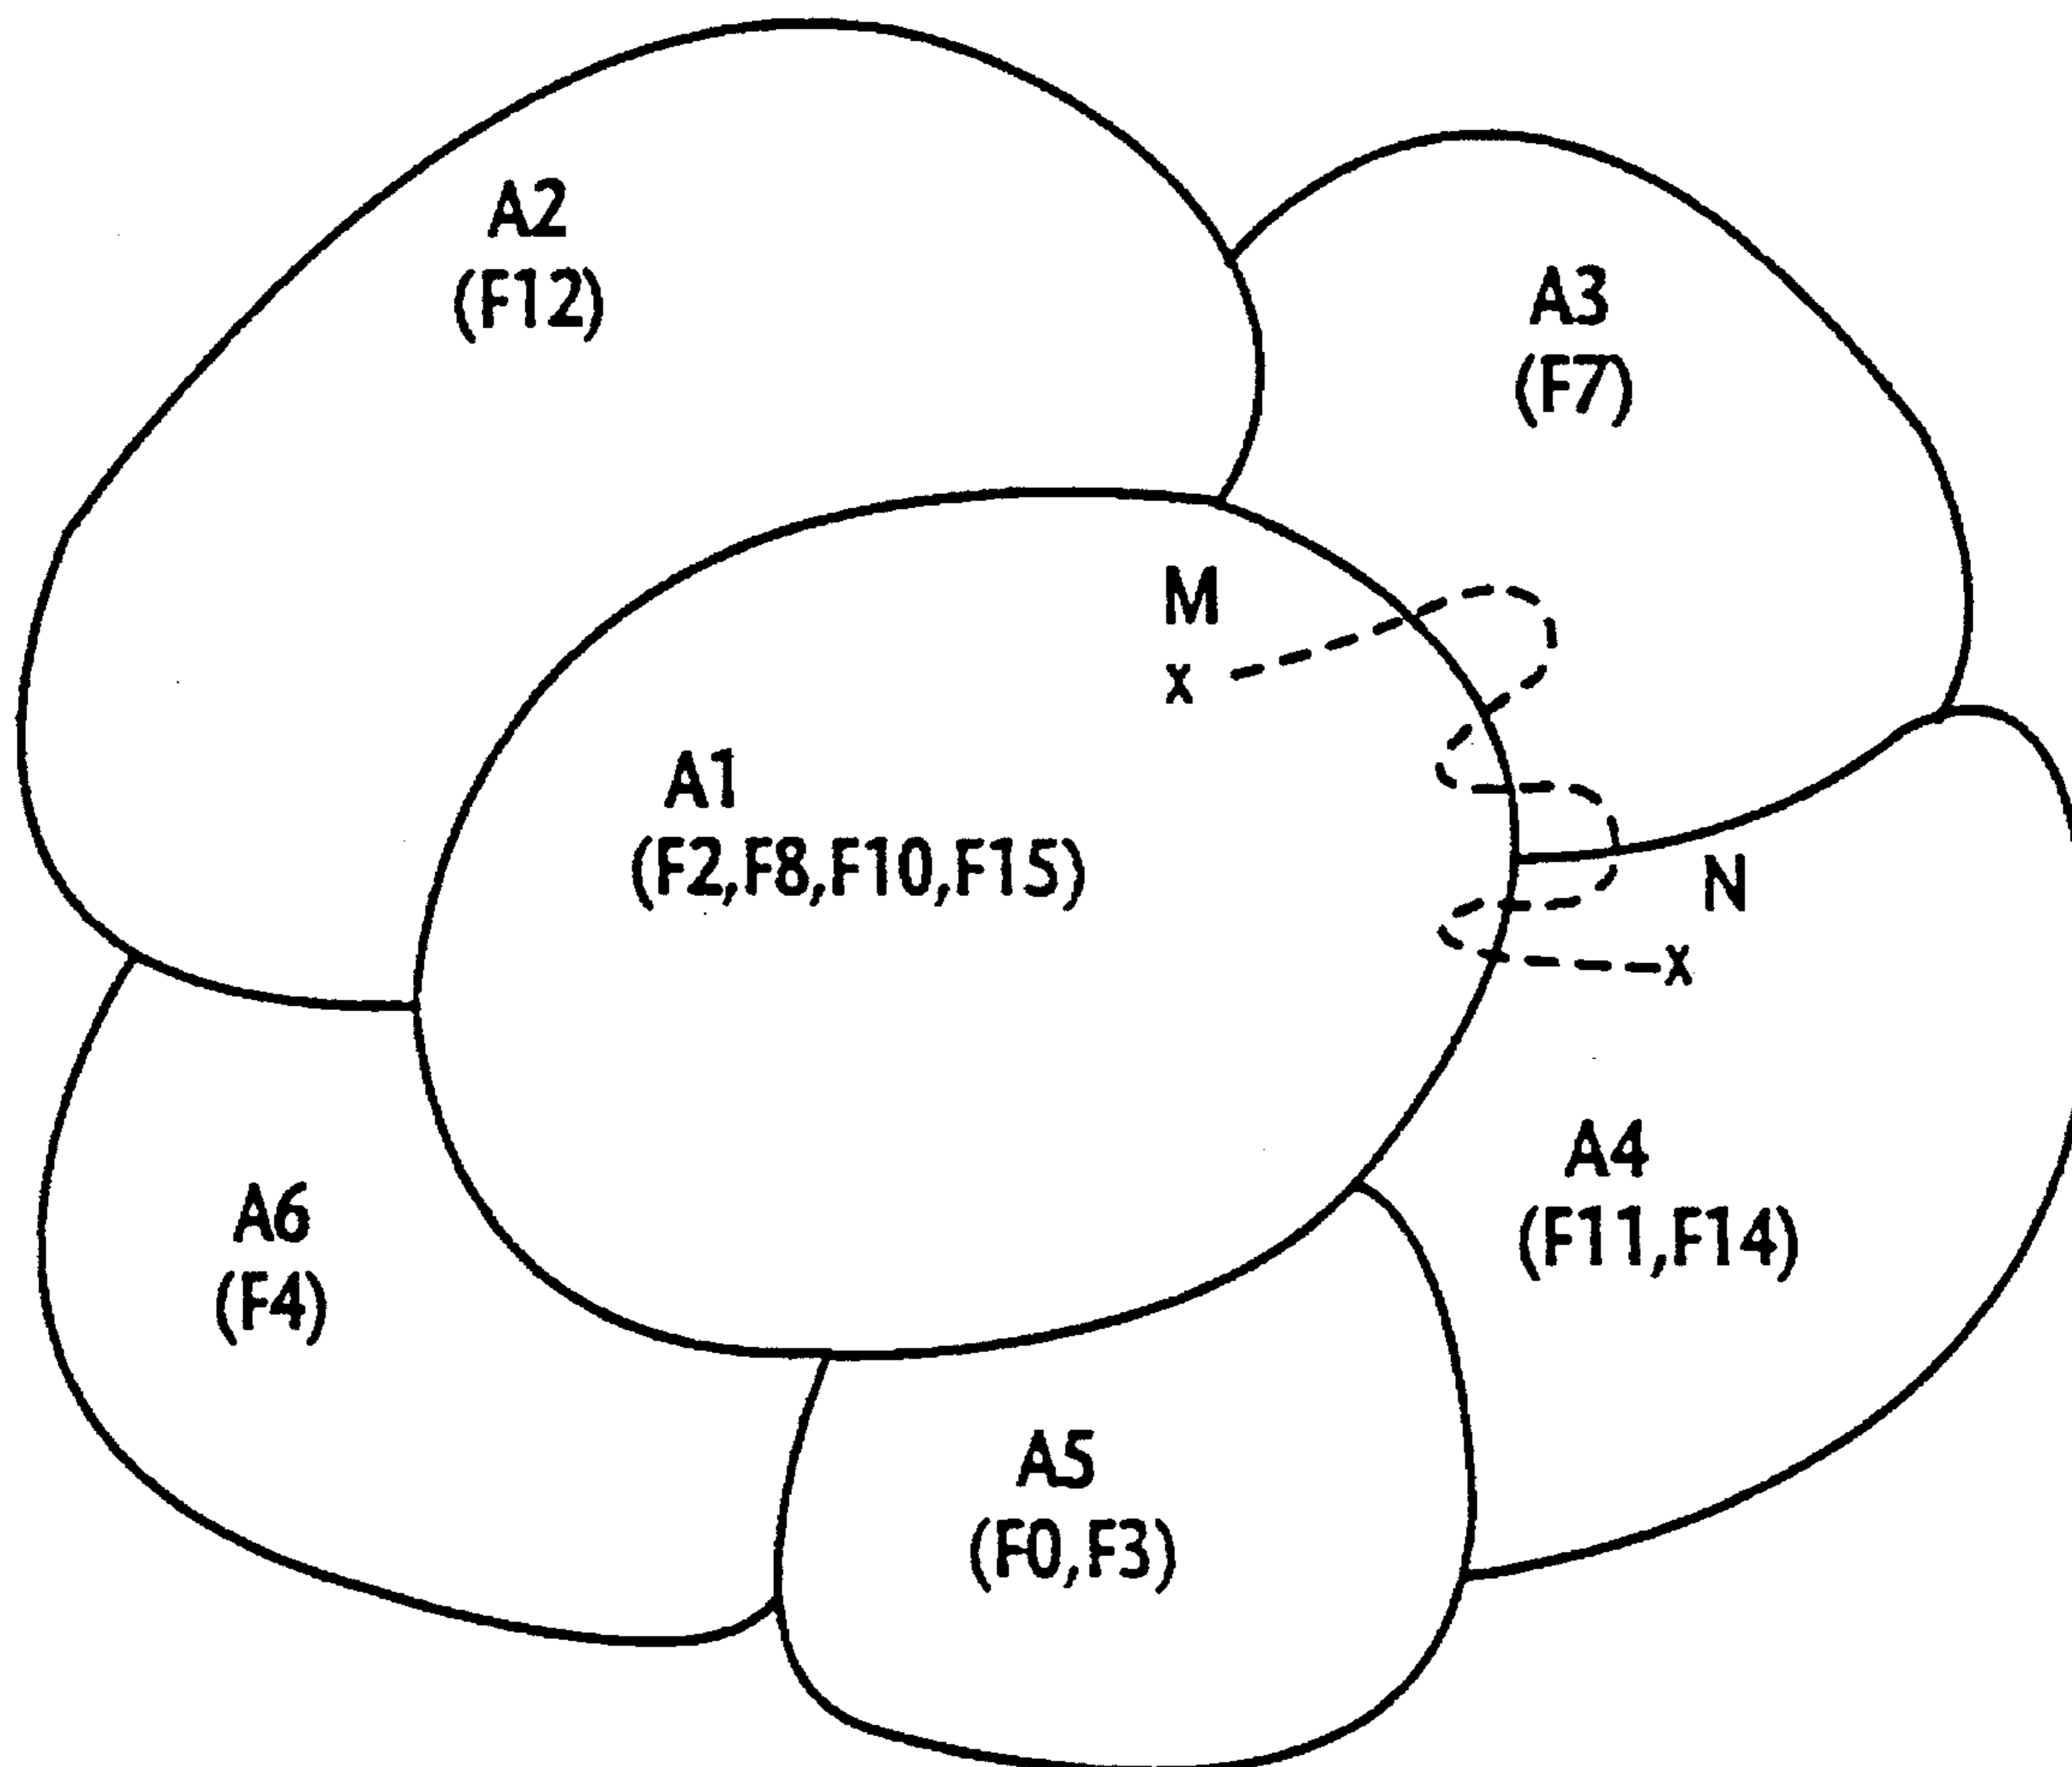 A2
(F12)
A3
(F7)
M
x
A1
(F2,F8,F10,F15)
N
x
A4
(F11,F14)
A6
(F4)
A5
(F0,F3)